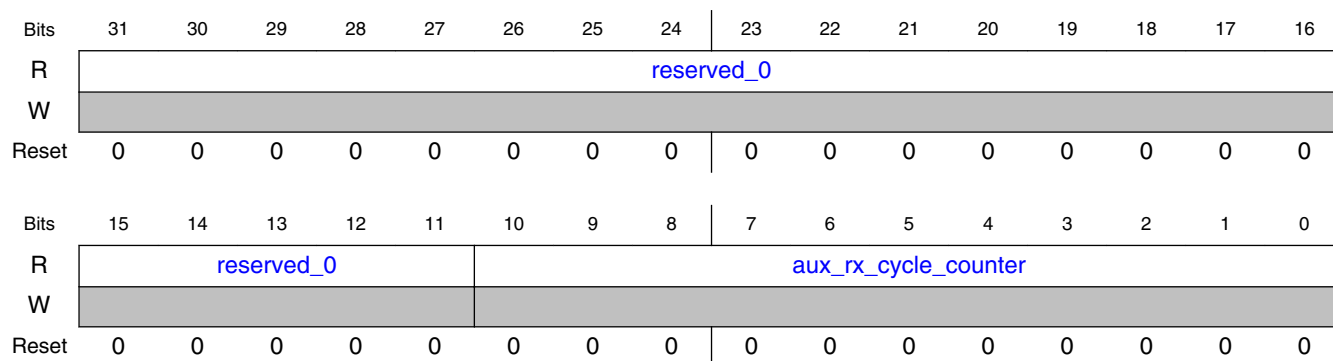 Bits 31 30 29 28 27 26 25 24 23 22 21 20 19 18 17 16
R reserved_0
W
Reset 0 0 0 0 0 0 0 0 0 0 0 0 0 0 0 0
Bits 15 14 13 12 11 10 9 8 7 6 5 4 3 2 1 0
R reserved_0 aux_rx_cycle_counter
W
Reset 0 0 0 0 0 0 0 0 0 0 0 0 0 0 0 0